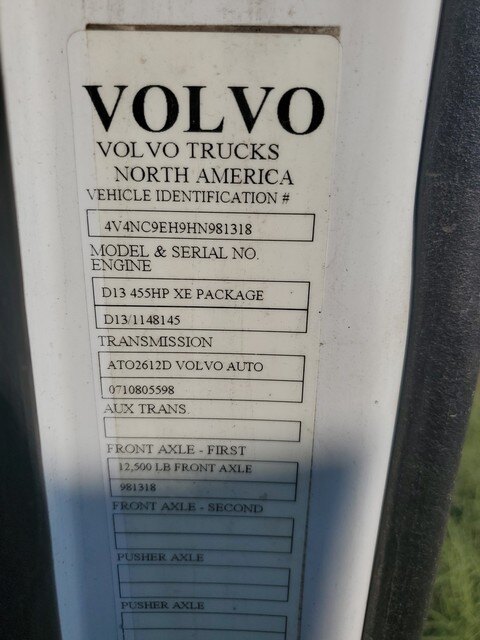 VOLVO
VOLVO TRUCKS
NORTH AMERICA
VEHICLE IDENTIFICATION #
4V4NC9EH9HN981318
MODEL & SERIAL NO.
ENGINE
D13 455HP XE PACKAGE
D13/1148145
TRANSMISSION
ATO2612D VOLVO AUTO
0710805598
AUX TRANS.
FRONT AXLE - FIRST
12,500 LB FRONT AXLE
981318
FRONT AXLE - SECOND
PUSHER AXLE
PUSHER AXLE